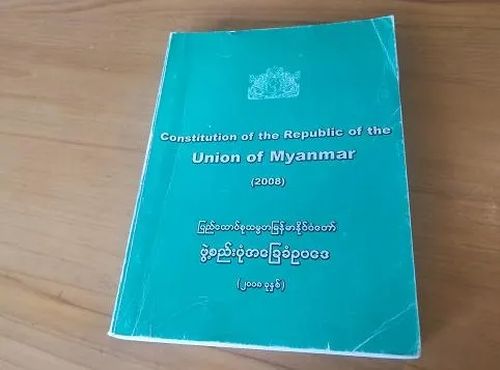 Constitution of the Republic of the
Union of Myanmar
(2008)
ပြည်ထောင်စုသမ္မတမြန်မာနိုင်ငံတော်
ဖွဲ့စည်းပုံအခြေခံဥပဒေ
(၂၀၀၈ ခုနှစ်)